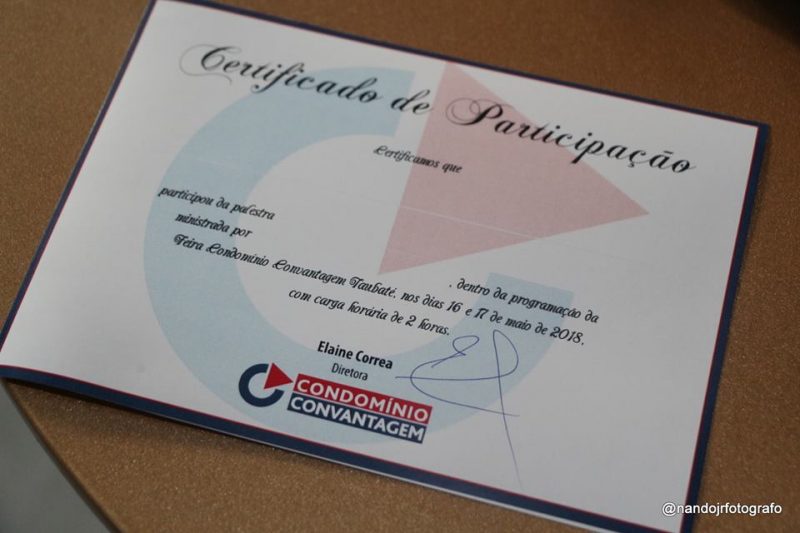 Certificado de Participação
Certificamos que
participou da palestra
ministrada por
, dentro da programação da
Feira Condomínio Convantagem Taubaté, nos dias 16 e 17 de maio de 2018,
com carga horária de 2 horas.
Elaine Correa
Diretora
CONDOMÍNIO
CONVANTAGEM
@nandojrfotografo